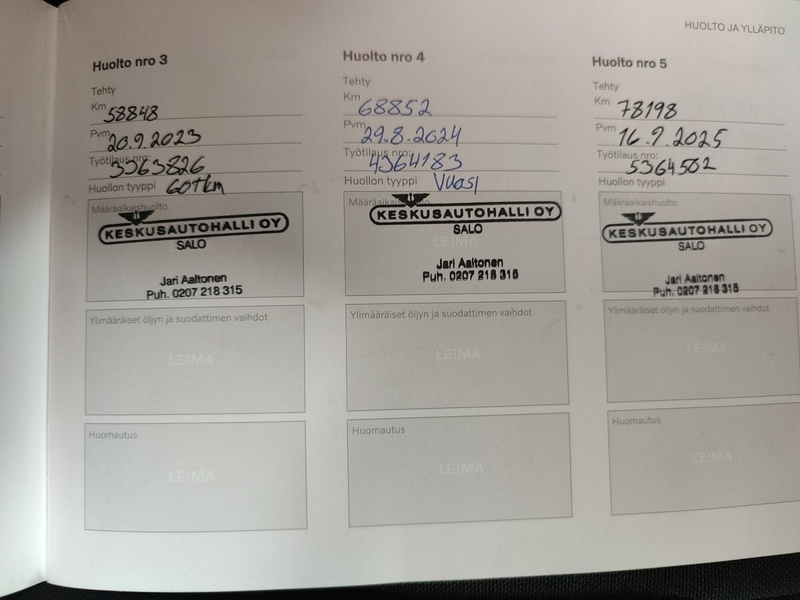 HUOLTO JA YLLÄPITO
Huolto nro 3
Tehty
Km 58848
Pvm 20.9.2023
Työtilaus nro: 3363826
Huollon tyyppi 60Tkm
Määräaikaishuolto
KESKUSAUTOHALLI OY
SALO
Jari Aaltonen
Puh. 0207 218 315
Ylimääräiset öljyn ja suodattimen vaihdot
LEIMA
Huomautus
LEIMA
Huolto nro 4
Tehty
Km 68852
Pvm 29.8.2024
Työtilaus nro: 4364183
Huollon tyyppi Vuosi
Määräaikaishuolto
KESKUSAUTOHALLI OY
SALO
LEIMA
Jari Aaltonen
Puh. 0207 218 315
Ylimääräiset öljyn ja suodattimen vaihdot
LEIMA
Huomautus
LEIMA
Huolto nro 5
Tehty
Km 78198
Pvm 16.9.2025
Työtilaus nro: 5364502
Huollon tyyppi
Määräaikaishuolto
KESKUSAUTOHALLI OY
SALO
LEIMA
Jari Aaltonen
Puh. 0207 218 315
Ylimääräiset öljyn ja suodattimen vaihdot
LEIMA
Huomautus
LEIMA